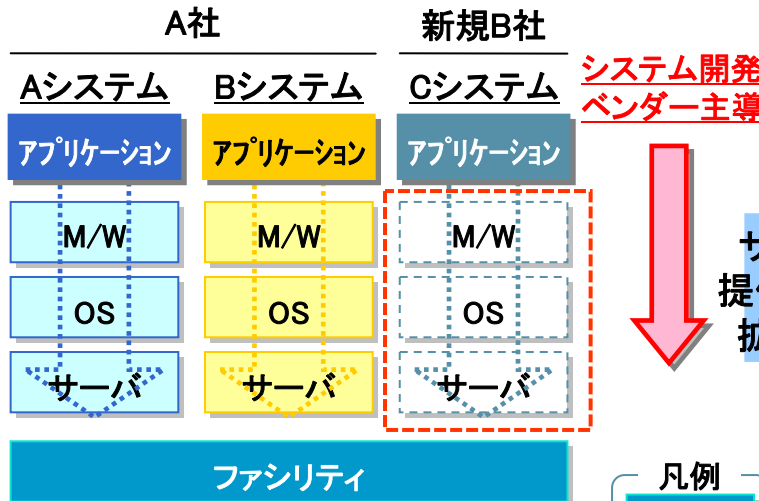 A社
新規B社
Aシステム
Bシステム
Cシステム
システム開発
ベンダー主導
アプリケーション
アプリケーション
アプリケーション
M/W
M/W
M/W
OS
OS
OS
サーバ
サーバ
サーバ
サ
提
拡
ファシリティ
凡例